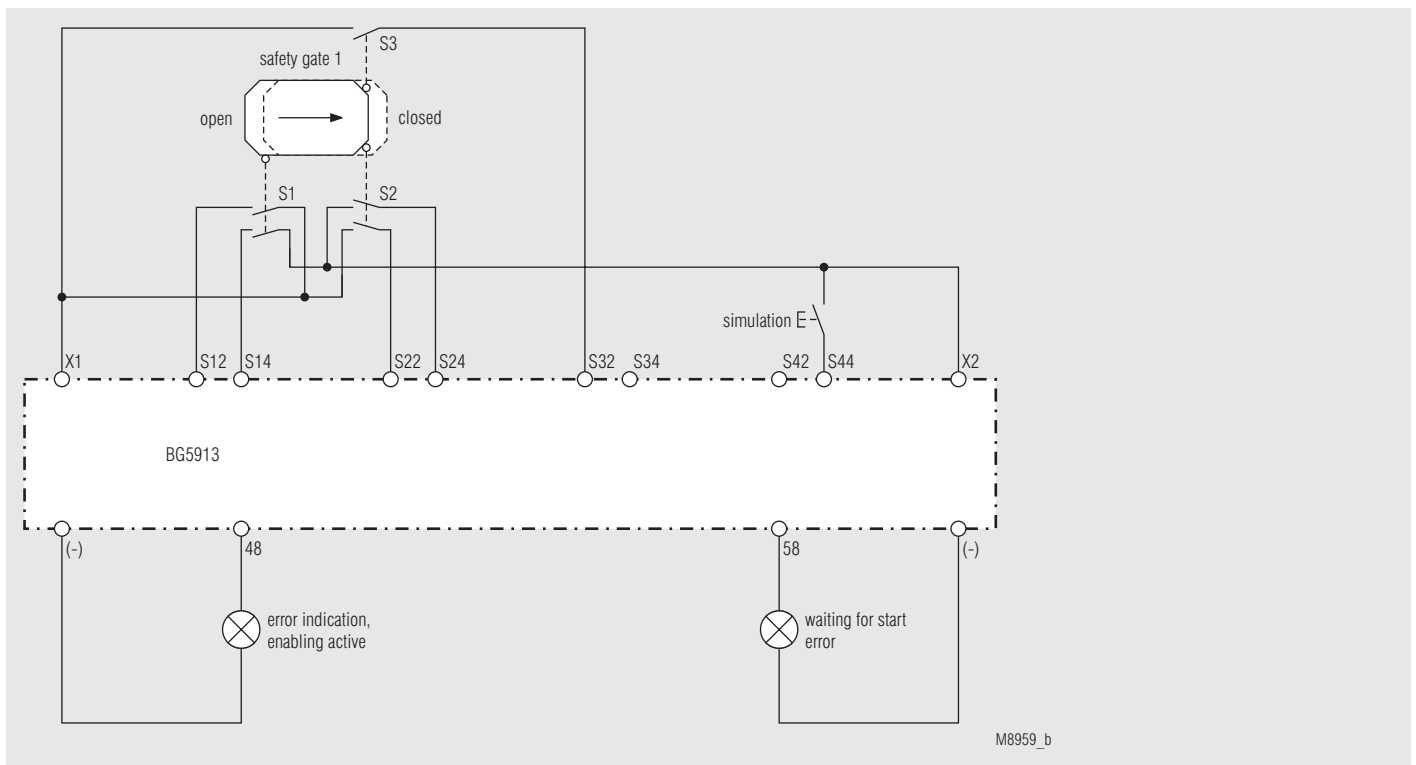 S3
safety gate 1
open
closed
S1
S2
simulation
X1
S12
S14
S22
S24
S32
S34
S42
S44
X2
BG5913
(-)
48
58
(-)
error indication,
enabling active
waiting for start
error
M8959_b